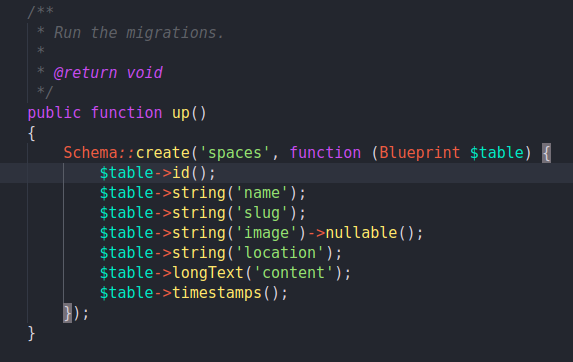 /**
 * Run the migrations.
 *
 * @return void
 */
public function up()
{
    Schema::create('spaces', function (Blueprint $table) {
        $table->id();
        $table->string('name');
        $table->string('slug');
        $table->string('image')->nullable();
        $table->string('location');
        $table->longText('content');
        $table->timestamps();
    });
}